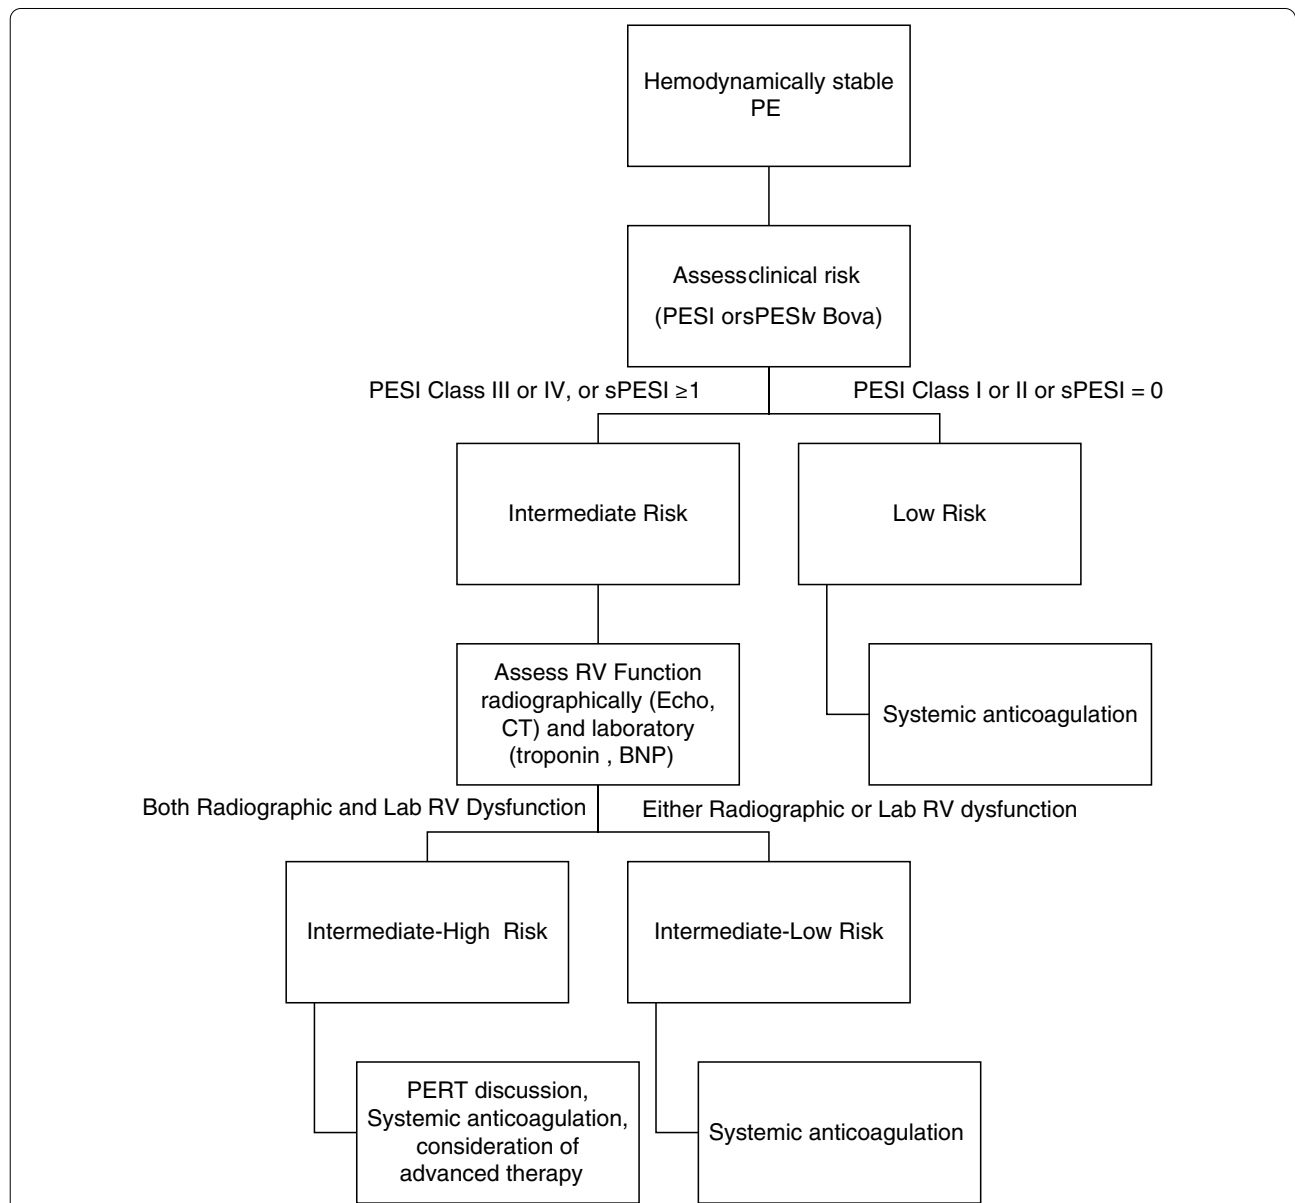 Hemodynamically stable
PE
Assessclinical risk
(PESI orsPESIv Bova)
PESI Class III or IV, or sPESI ≥1
PESI Class I or II or sPESI = 0
Intermediate Risk
Low Risk
Assess RV Function
radiographically (Echo,
CT) and laboratory
(troponin , BNP)
Systemic anticoagulation
Both Radiographic and Lab RV Dysfunction
Either Radiographic or Lab RV dysfunction
Intermediate-High Risk
Intermediate-Low Risk
PERT discussion,
Systemic anticoagulation,
consideration of
advanced therapy
Systemic anticoagulation